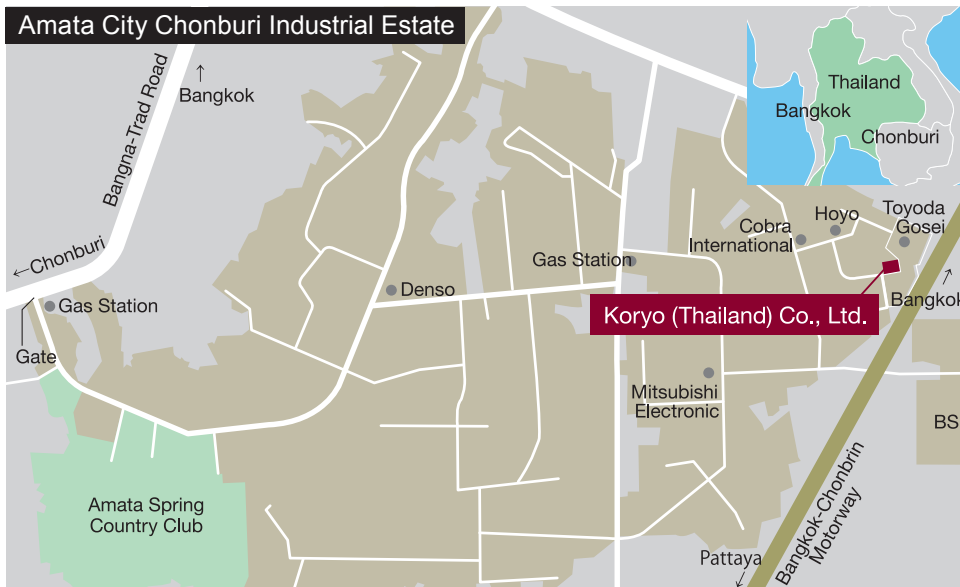 Amata City Chonburi Industrial Estate
↑
Bangkok
Bangna-Trad Road
←Chonburi
Gas Station
Gate
Denso
Amata Spring
Country Club
Gas Station
Mitsubishi
Electronic
Thailand
Bangkok
Chonburi
Cobra
International
Hoyo
Toyoda
Gosei
↑
Bangkok
Koryo (Thailand) Co., Ltd.
BS
Bangkok-Chonbrin
Motorway
Pattaya
←